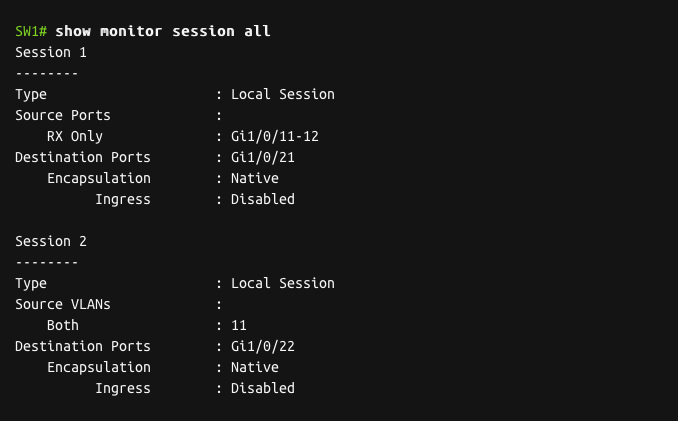 SW1# show monitor session all
Session 1
--------
Type                     : Local Session
Source Ports             :
    RX Only              : Gi1/0/11-12
Destination Ports        : Gi1/0/21
    Encapsulation        : Native
          Ingress        : Disabled

Session 2
--------
Type                     : Local Session
Source VLANs             :
    Both                 : 11
Destination Ports        : Gi1/0/22
    Encapsulation        : Native
          Ingress        : Disabled